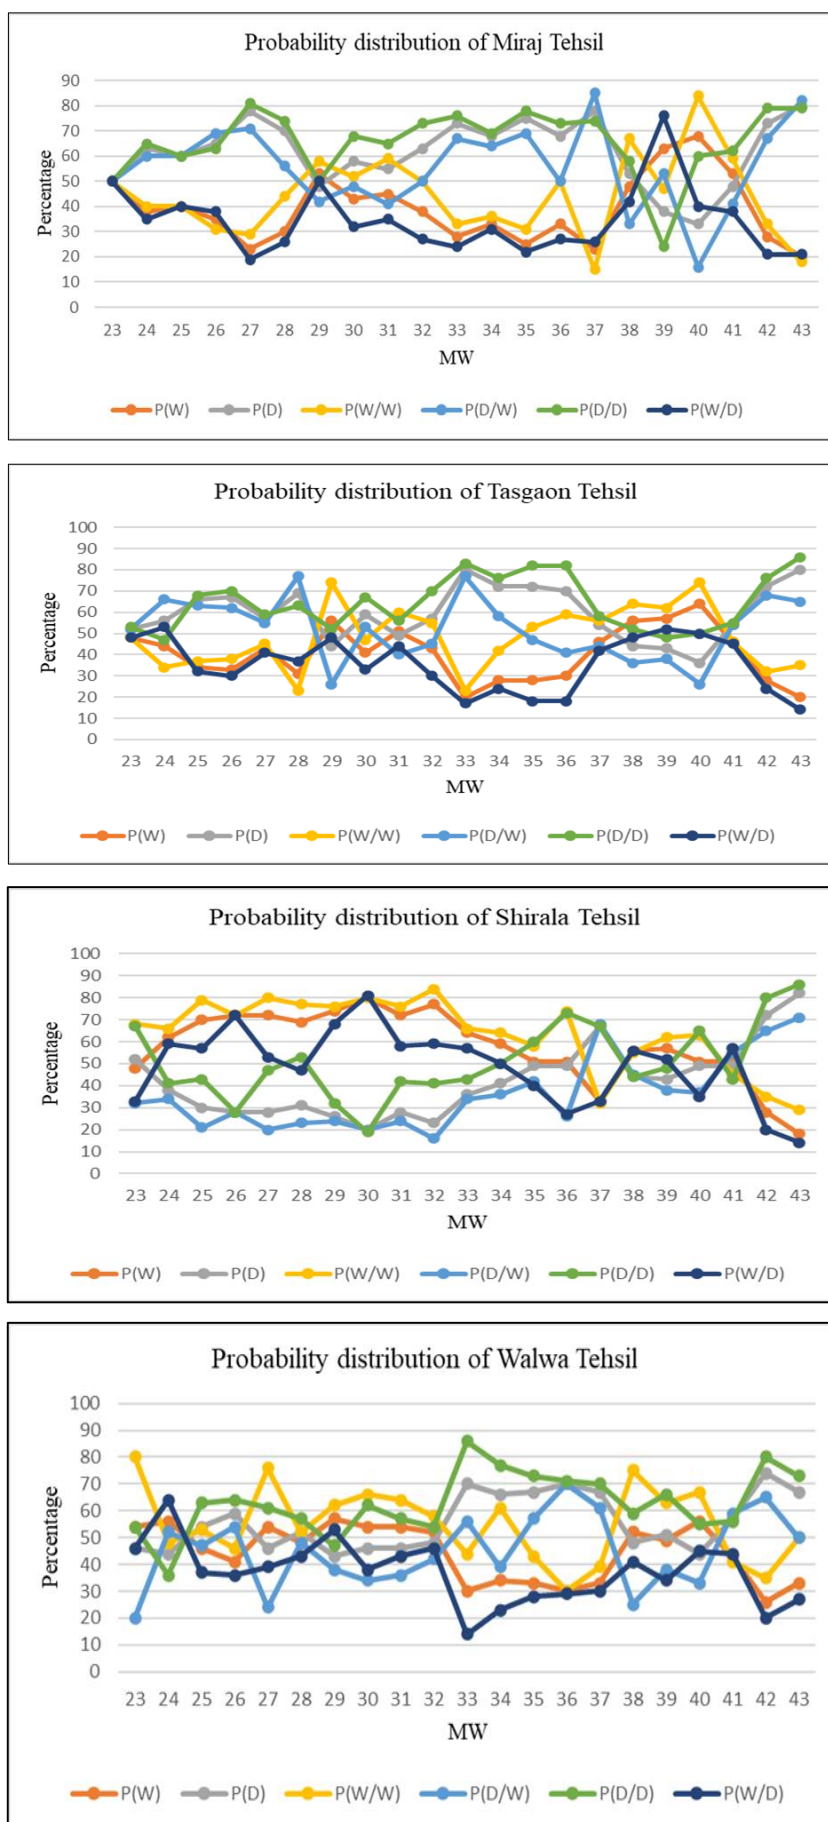 Probability distribution of Miraj Tehsil
90
80
70
60
50
40
30
20
10
0
Percentage
23 24 25 26 27 28 29 30 31 32 33 34 35 36 37 38 39 40 41 42 43
MW
P(W) P(D) P(W/W) P(D/W) P(D/D) P(W/D)
Probability distribution of Tasgaon Tehsil
100
90
80
70
60
50
40
30
20
10
0
Percentage
23 24 25 26 27 28 29 30 31 32 33 34 35 36 37 38 39 40 41 42 43
MW
P(W) P(D) P(W/W) P(D/W) P(D/D) P(W/D)
Probability distribution of Shirala Tehsil
100
90
80
70
60
50
40
30
20
10
0
Percentage
23 24 25 26 27 28 29 30 31 32 33 34 35 36 37 38 39 40 41 42 43
MW
P(W) P(D) P(W/W) P(D/W) P(D/D) P(W/D)
Probability distribution of Walwa Tehsil
100
90
80
70
60
50
40
30
20
10
0
Percentage
23 24 25 26 27 28 29 30 31 32 33 34 35 36 37 38 39 40 41 42 43
MW
P(W) P(D) P(W/W) P(D/W) P(D/D) P(W/D)